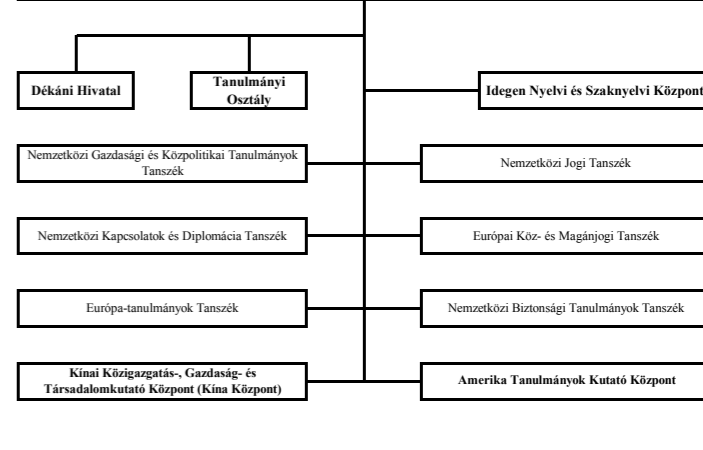 Dékáni Hivatal
Tanulmányi
Osztály
Idegen Nyelvi és Szaknyelvi Központ
Nemzetközi Gazdasági és Közpolitikai Tanulmányok
Tanszék
Nemzetközi Jogi Tanszék
Nemzetközi Kapcsolatok és Diplomácia Tanszék
Európai Köz- és Magánjogi Tanszék
Európa-tanulmányok Tanszék
Nemzetközi Biztonsági Tanulmányok Tanszék
Kínai Közigazgatás-, Gazdaság- és
Társadalomkutató Központ (Kína Központ)
Amerika Tanulmányok Kutató Központ